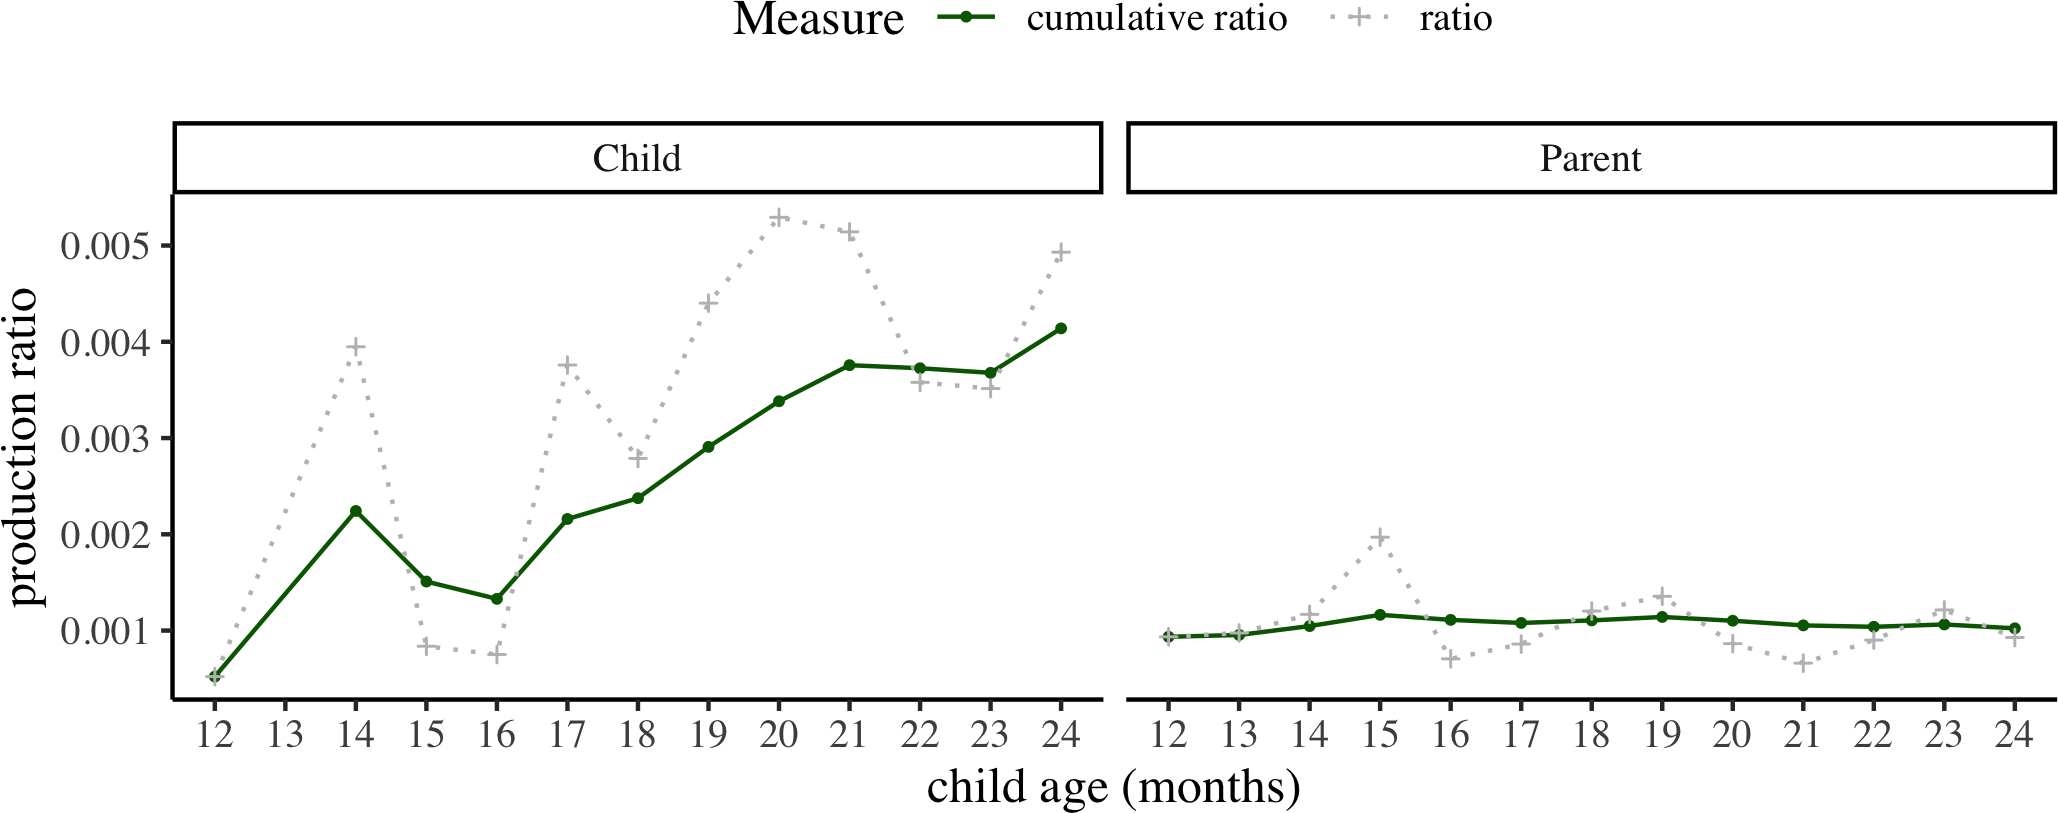 Measure cumulative ratio ratio
Child Parent
production ratio
0.005
0.004
0.003
0.002
0.001
12 13 14 15 16 17 18 19 20 21 22 23 24 12 13 14 15 16 17 18 19 20 21 22 23 24
child age (months)